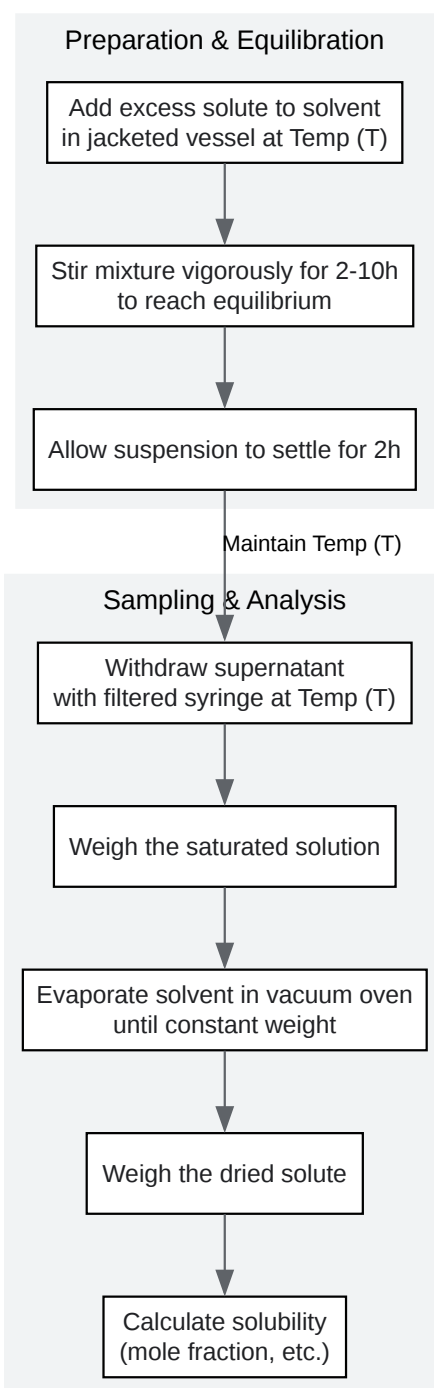 Preparation & Equilibration
Add excess solute to solvent
in jacketed vessel at Temp (T)
Stir mixture vigorously for 2-10h
to reach equilibrium
Allow suspension to settle for 2h
Maintain Temp (T)
Sampling & Analysis
Withdraw supernatant
with filtered syringe at Temp (T)
Weigh the saturated solution
Evaporate solvent in vacuum oven
until constant weight
Weigh the dried solute
Calculate solubility
(mole fraction, etc.)